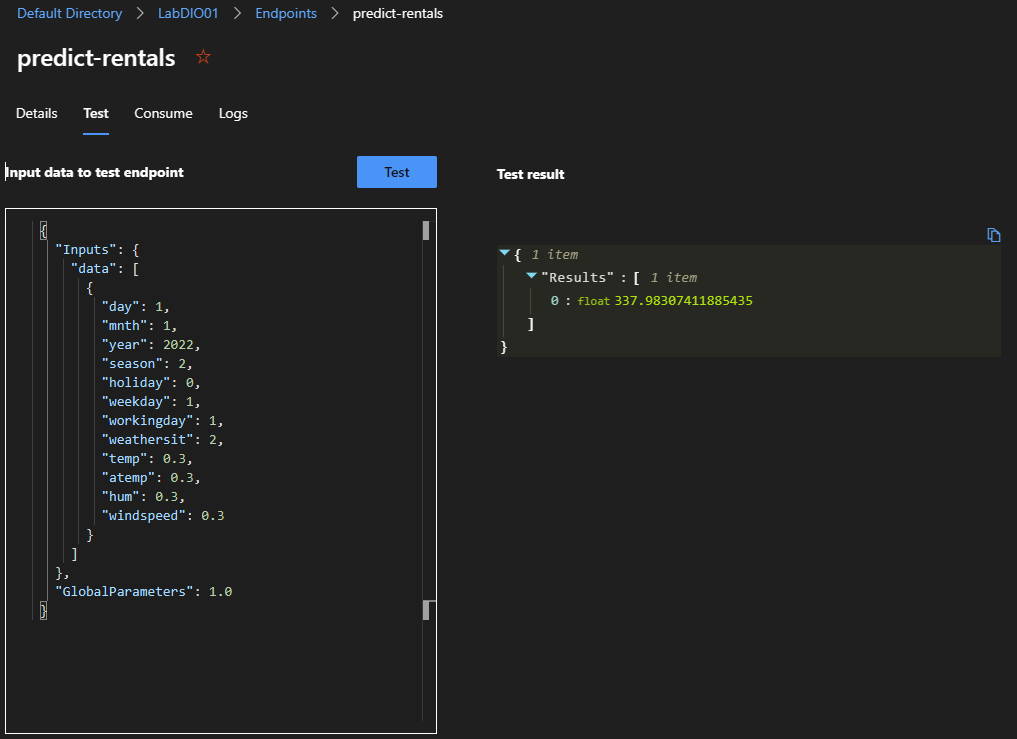 Default Directory > LabDIO01 > Endpoints > predict-rentals
predict-rentals
Details Test Consume Logs
Input data to test endpoint
Test
{
"Inputs": {
"data": [
{
"day": 1,
"mnth": 1,
"year": 2022,
"season": 2,
"holiday": 0,
"weekday": 1,
"workingday": 1,
"weathersit": 2,
"temp": 0.3,
"atemp": 0.3,
"hum": 0.3,
"windspeed": 0.3
}
]
},
"GlobalParameters": 1.0
}
Test result
{ 1 item
"Results" : [ 1 item
0 : float 337.98307411885435
]
}